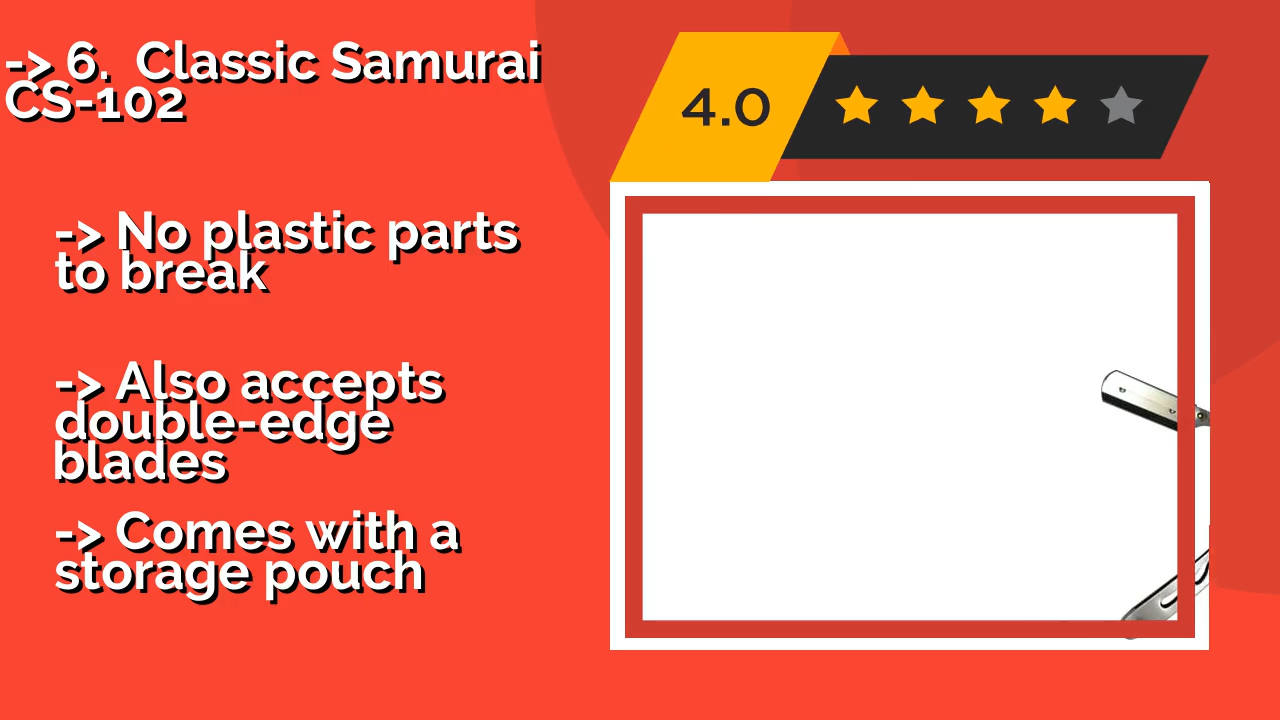 -> 6.  Classic Samurai
CS-102
4.0
-> No plastic parts
to break
-> Also accepts
double-edge
blades
-> Comes with a
storage pouch